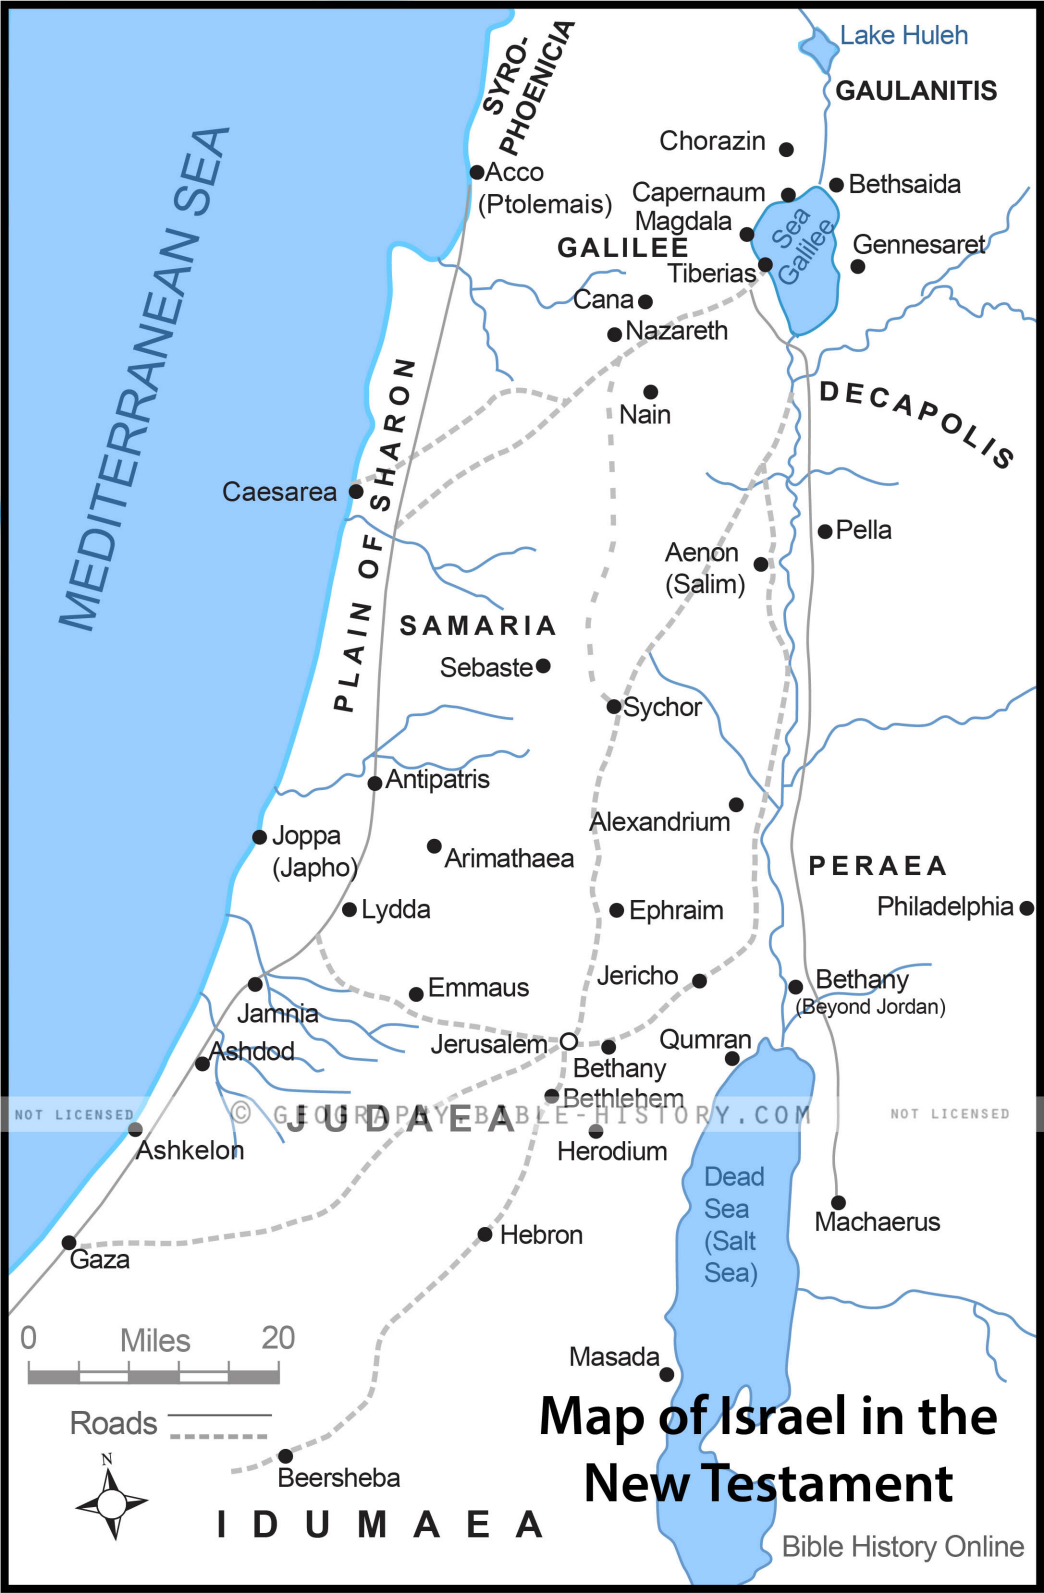 Lake Huleh
SYRO-
PHOENICIA
GAULANITIS
MEDITERRANEAN SEA
Chorazin
Acco
(Ptolemais)
Capernaum
Bethsaida
Magdala
Sea
Galilee
GALILEE
Gennesaret
Tiberias
Cana
Nazareth
PLAIN OF SHARON
DECAPOLIS
Nain
Caesarea
Pella
Aenon
(Salim)
SAMARIA
Sebaste
Sychor
Antipatris
Alexandrium
Joppa
(Japho)
Arimathaea
PERAEA
Lydda
Ephraim
Philadelphia
Jericho
Bethany
(Beyond Jordan)
Emmaus
Jamnia
Jerusalem
Qumran
Ashdod
Bethany
Bethlehem
NOT LICENSED
© GEOGRAPHY.BIBLE-HISTORY.COM
NOT LICENSED
JUDAEA
Ashkelon
Herodium
Dead
Sea
(Salt
Sea)
Machaerus
Hebron
Gaza
0 Miles 20
Masada
Roads
Map of Israel in the
New Testament
N
Beersheba
IDUMAEA
Bible History Online